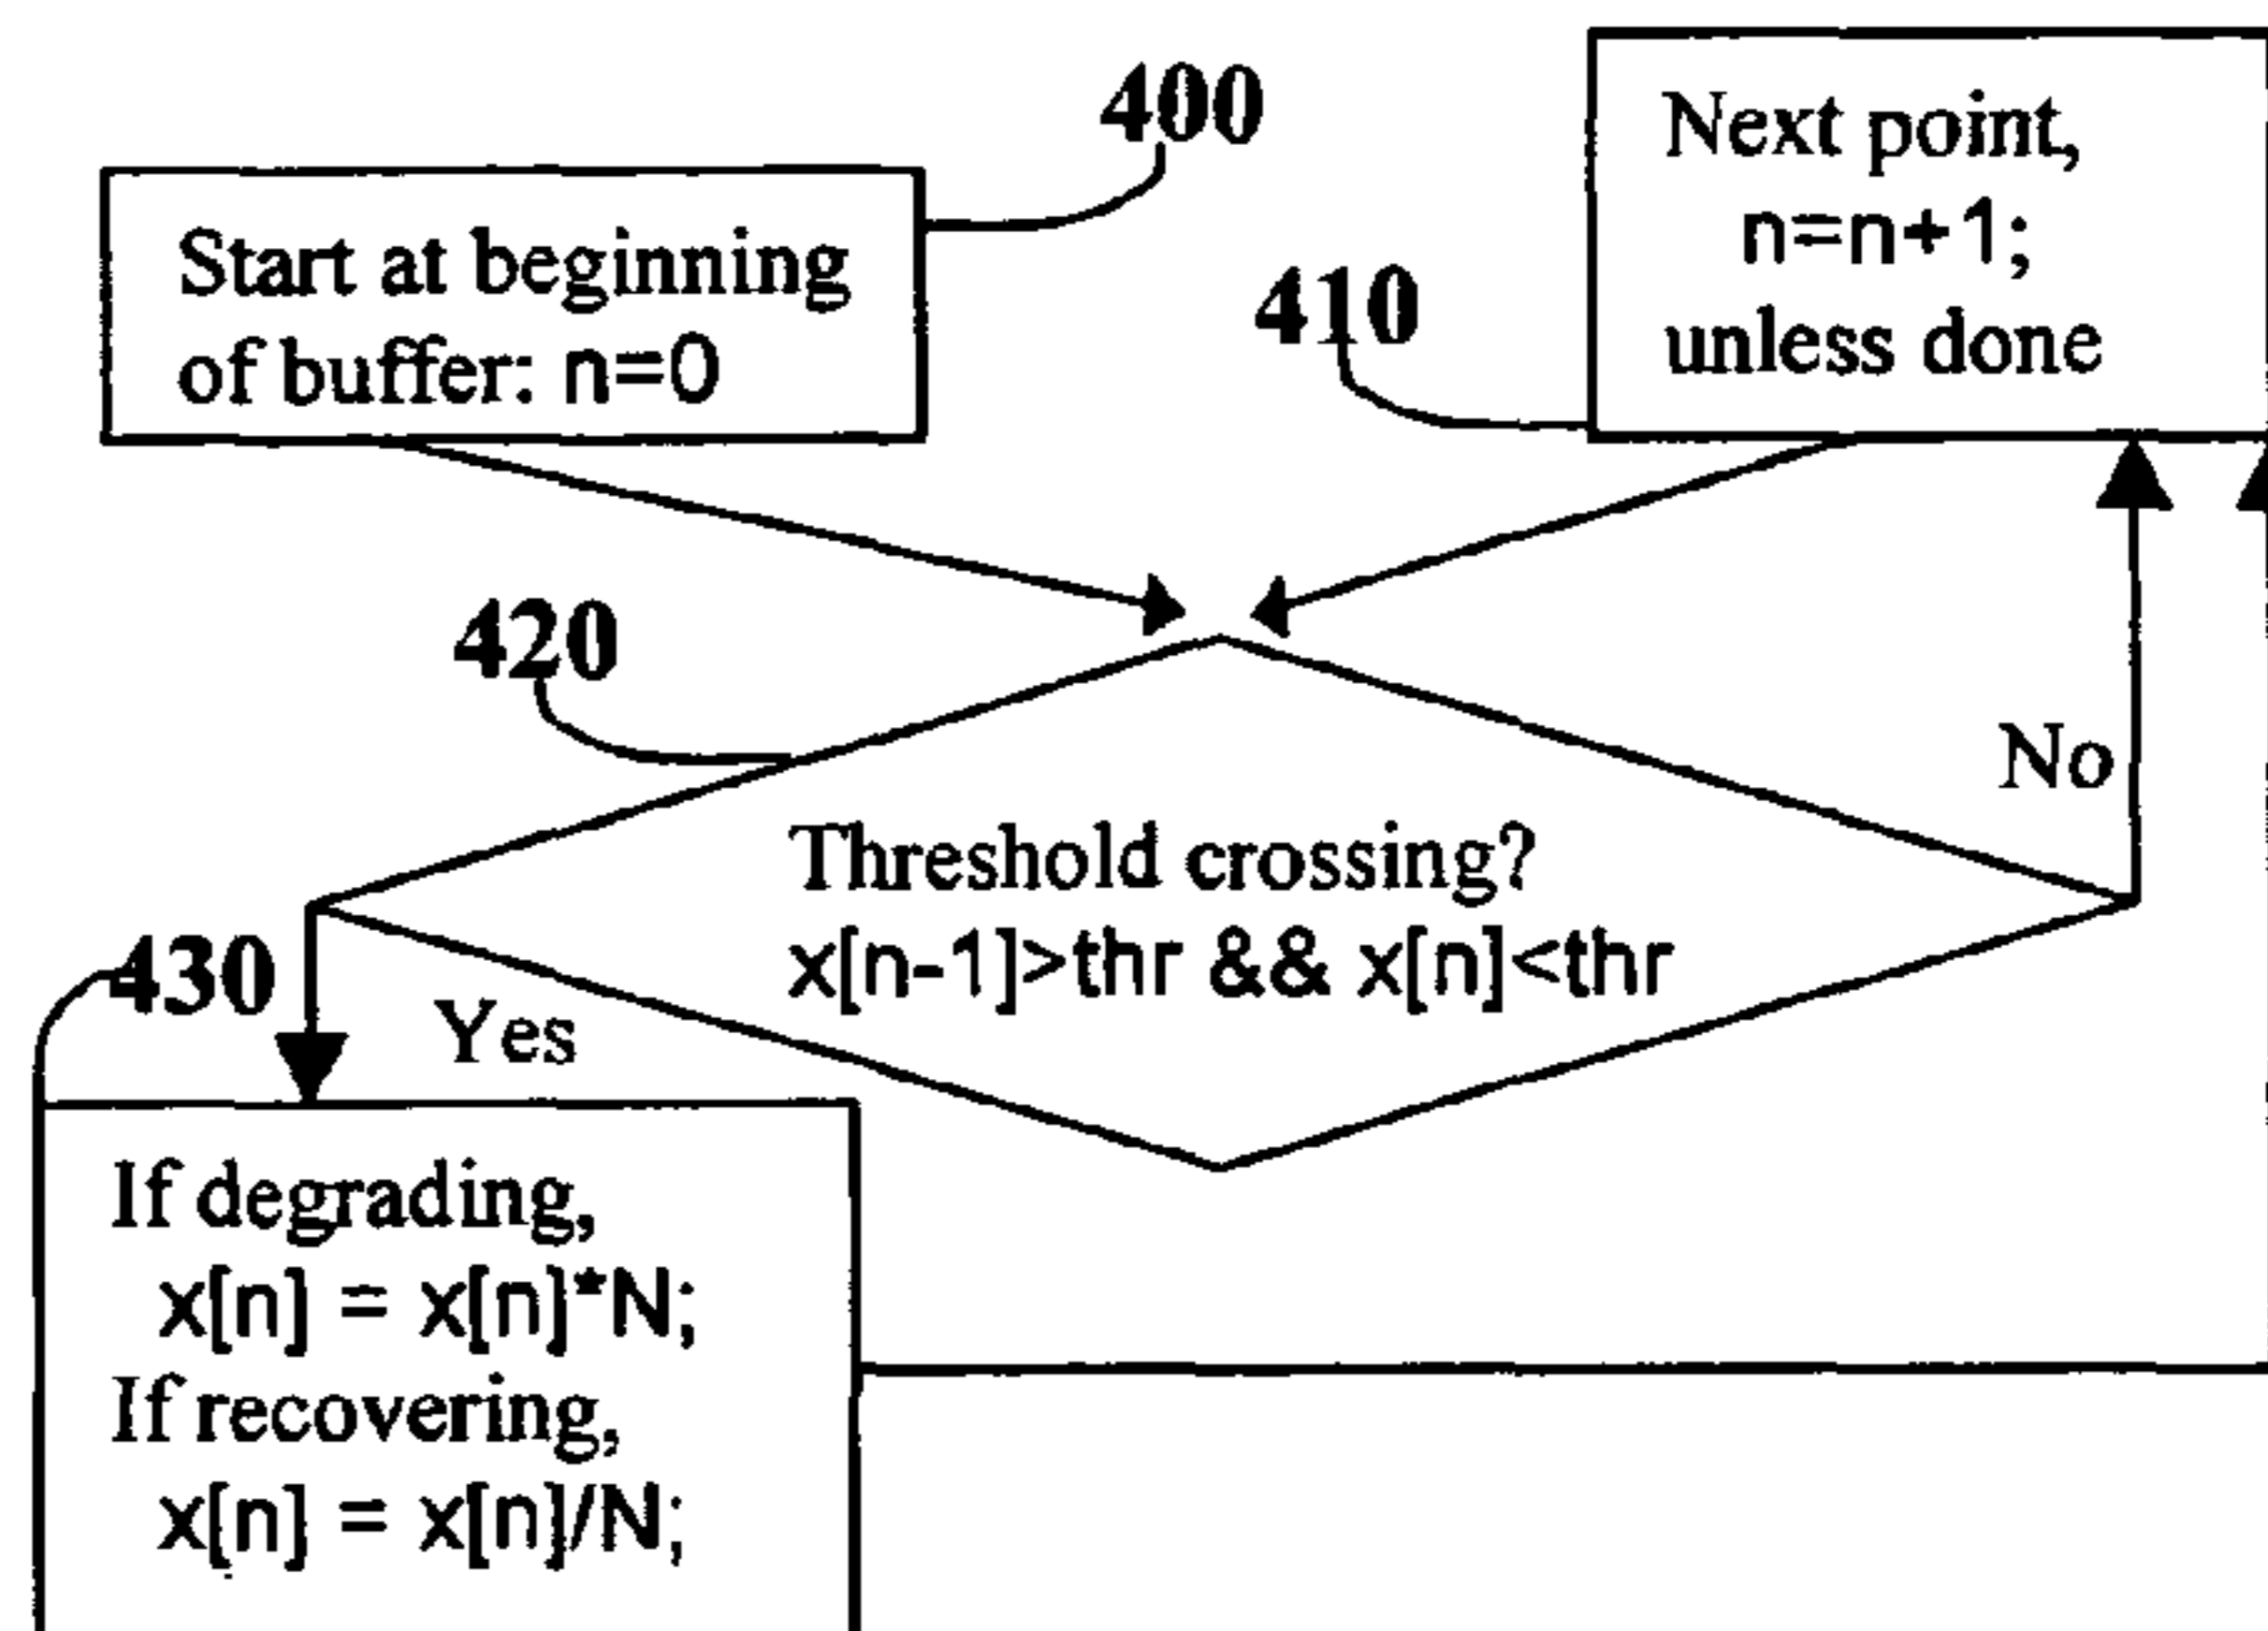 400
Start at beginning
of buffer: n=0
410
Next point,
n=n+1;
unless done
420
Threshold crossing?
x[n-1]>thr && x[n]<thr
No
430
Yes
If degrading,
x[n] = x[n]*N;
If recovering,
x[n] = x[n]/N;